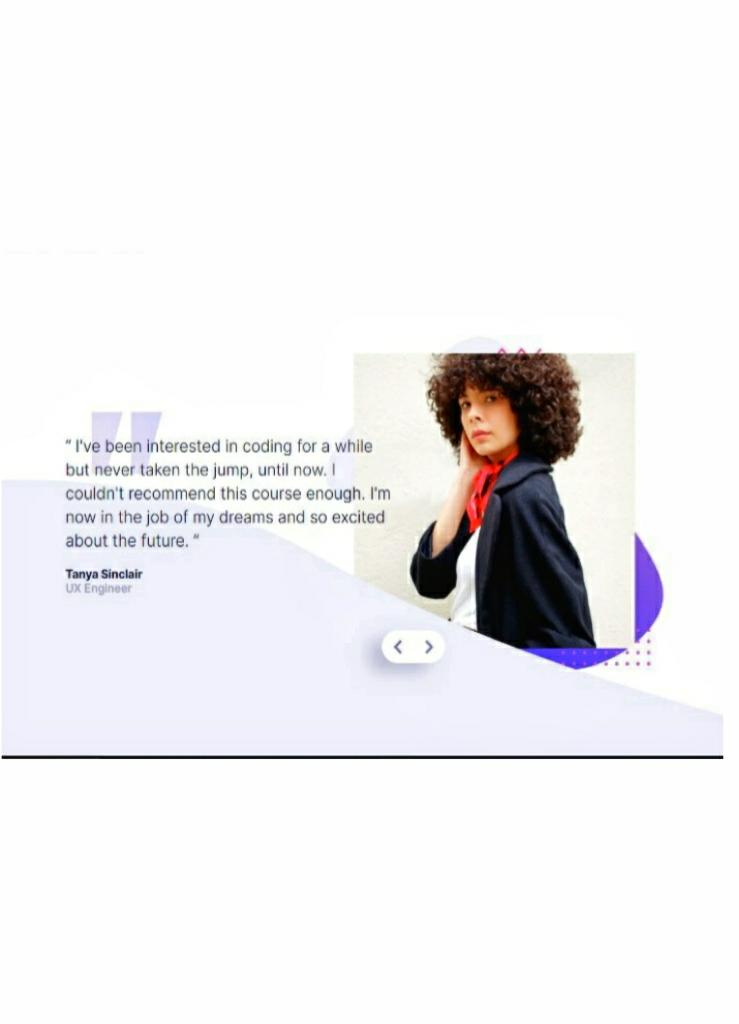 “ I've been interested in coding for a while
but never taken the jump, until now. I
couldn't recommend this course enough. I'm
now in the job of my dreams and so excited
about the future. “
Tanya Sinclair
UX Engineer